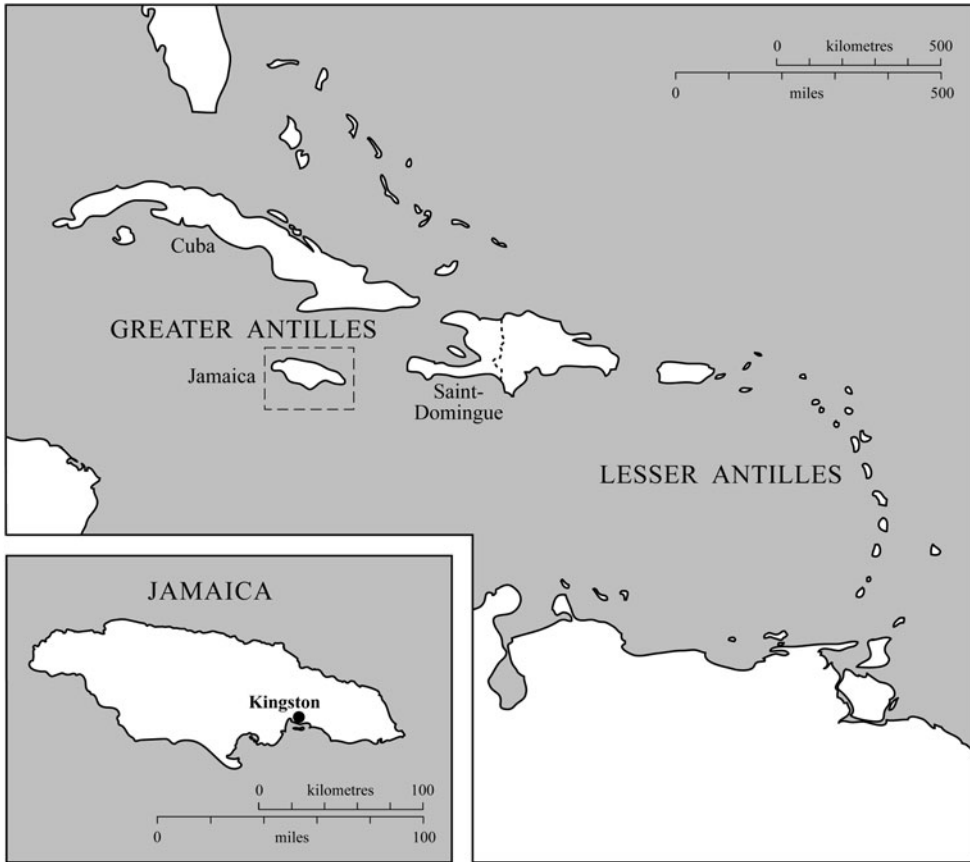 0 kilometres 500
0 miles 500
Cuba
GREATER ANTILLES
Jamaica
Saint-
Domingue
LESSER ANTILLES
JAMAICA
Kingston
0 kilometres 100
0 miles 100